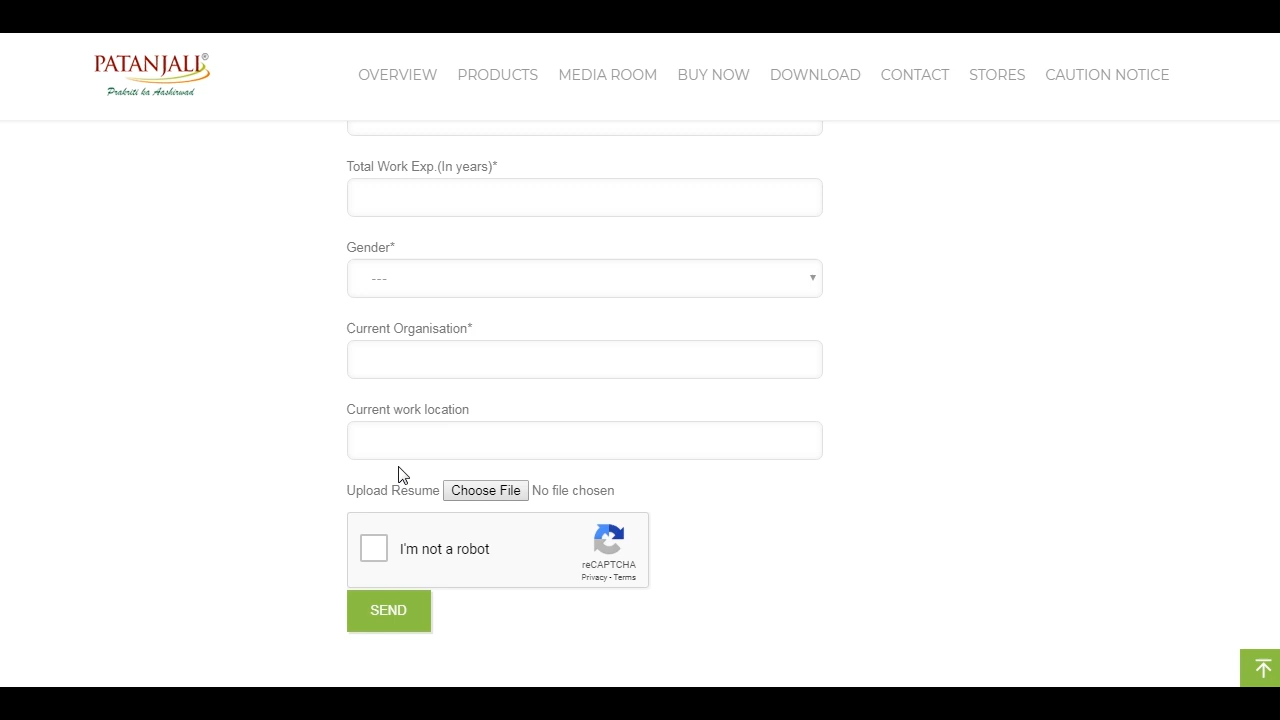 PATANJALI®
Prakriti ka Aashirwad
OVERVIEW PRODUCTS MEDIA ROOM BUY NOW DOWNLOAD CONTACT STORES CAUTION NOTICE
Total Work Exp.(In years)*
Gender*
---
Current Organisation*
Current work location
Upload Resume Choose File No file chosen
I'm not a robot
reCAPTCHA
Privacy - Terms
SEND